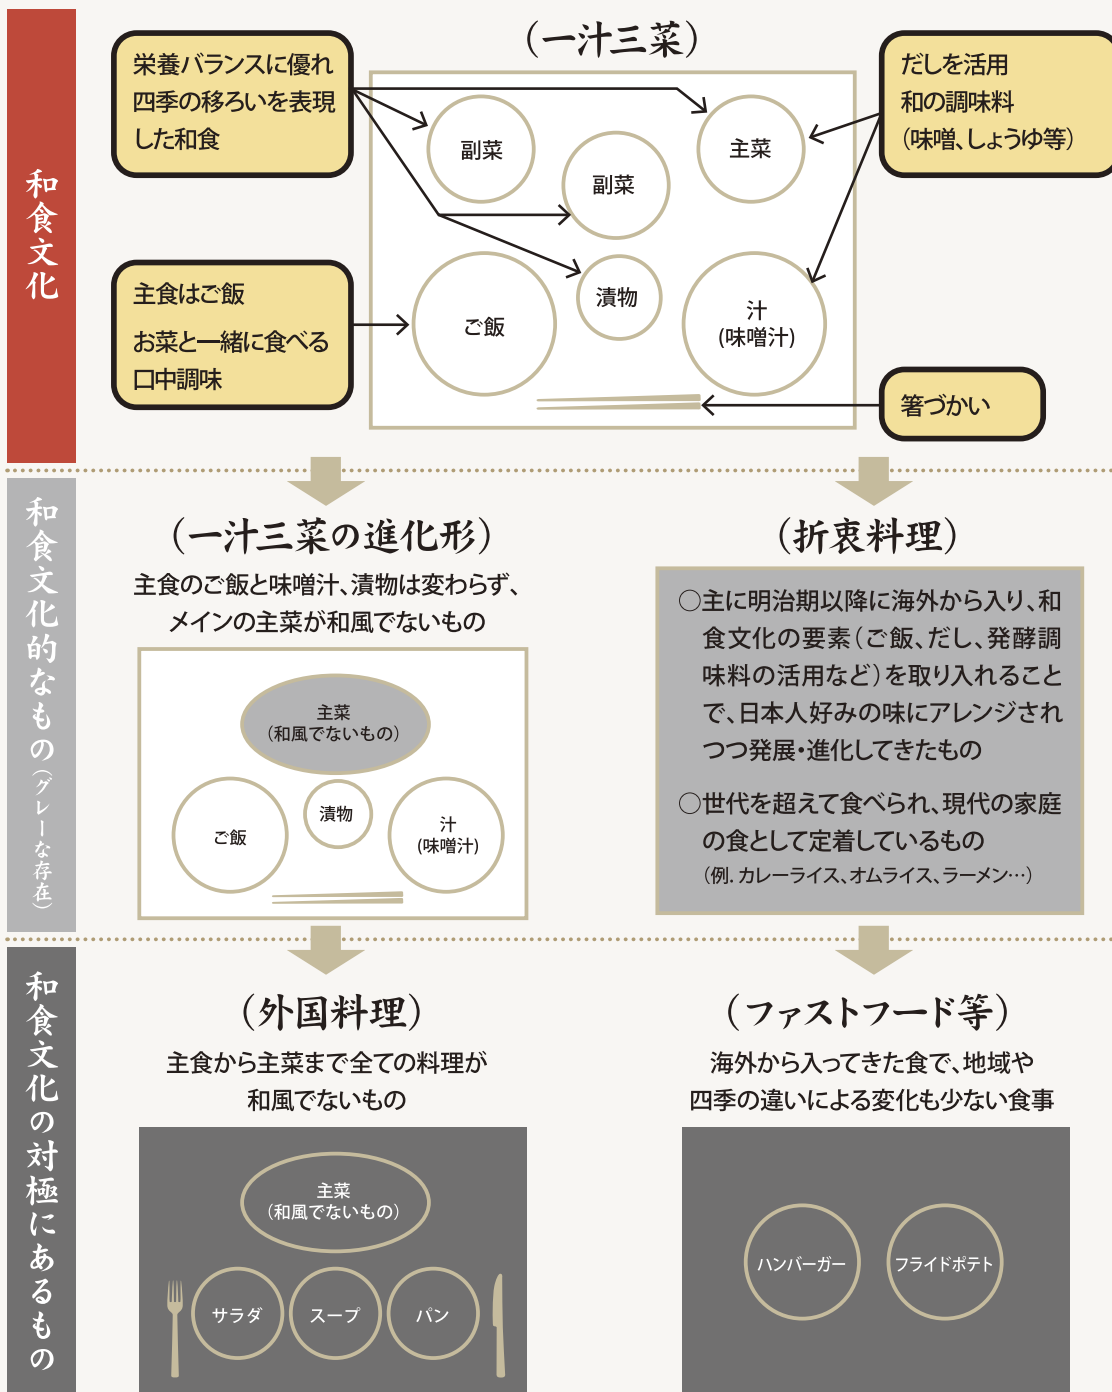 和食文化
（一汁三菜）
栄養バランスに優れ
四季の移ろいを表現
した和食
だしを活用
和の調味料
（味噌、しょうゆ等）
副菜
副菜
主菜
主食はご飯
お菜と一緒に食べる
口中調味
ご飯
漬物
汁
(味噌汁)
箸づかい
和食文化的なもの（グレーな存在）
（一汁三菜の進化形）
主食のご飯と味噌汁、漬物は変わらず、
メインの主菜が和風でないもの
主菜
（和風でないもの）
ご飯
漬物
汁
(味噌汁)
（折衷料理）
○主に明治期以降に海外から入り、和
食文化の要素（ご飯、だし、発酵調
味料の活用など）を取り入れること
で、日本人好みの味にアレンジされ
つつ発展・進化してきたもの
○世代を超えて食べられ、現代の家庭
の食として定着しているもの
（例. カレーライス、オムライス、ラーメン…）
和食文化の対極にあるもの
（外国料理）
主食から主菜まで全ての料理が
和風でないもの
主菜
（和風でないもの）
サラダ
スープ
パン
（ファストフード等）
海外から入ってきた食で、地域や
四季の違いによる変化も少ない食事
ハンバーガー
フライドポテト